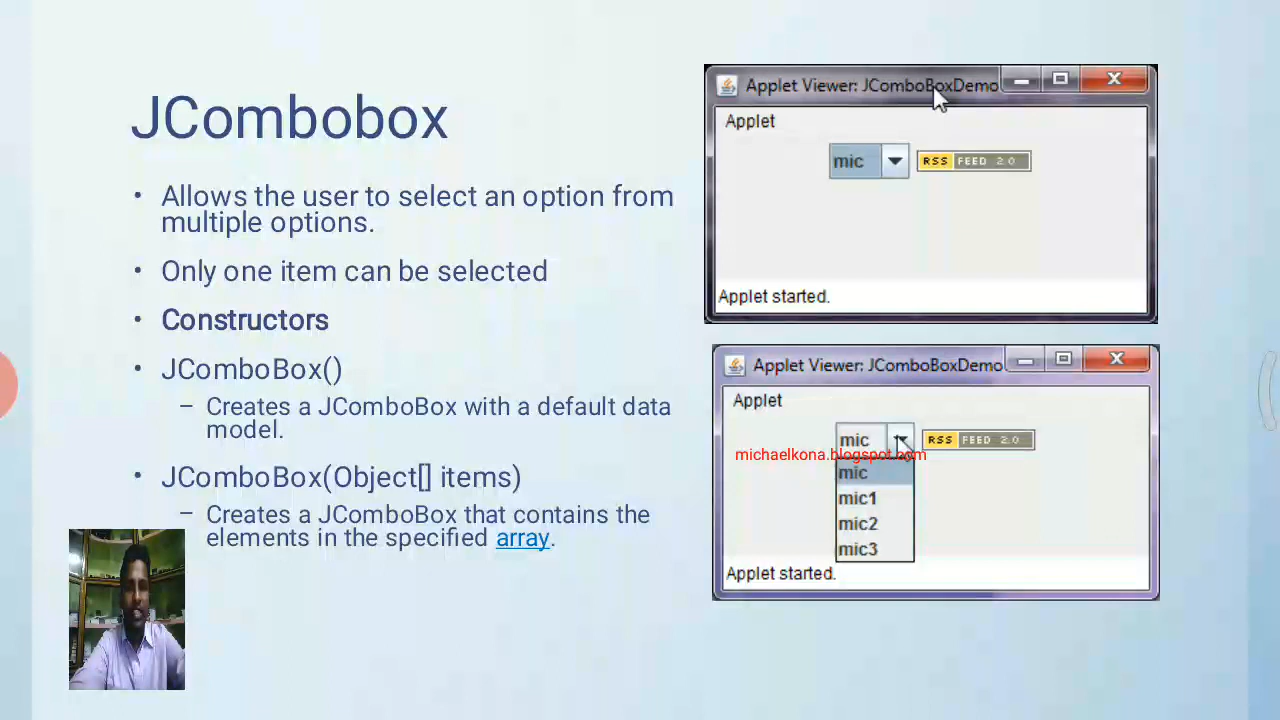 JCombobox
• Allows the user to select an option from
multiple options.
• Only one item can be selected
• Constructors
• JComboBox()
– Creates a JComboBox with a default data
model.
• JComboBox(Object[] items)
– Creates a JComboBox that contains the
elements in the specified array.
Applet Viewer: JComboBoxDemo
Applet
mic RSS FEED 2.0
Applet started.
Applet Viewer: JComboBoxDemo
Applet
mic RSS FEED 2.0
michaelkona.blogspot.com
mic
mic1
mic2
mic3
Applet started.